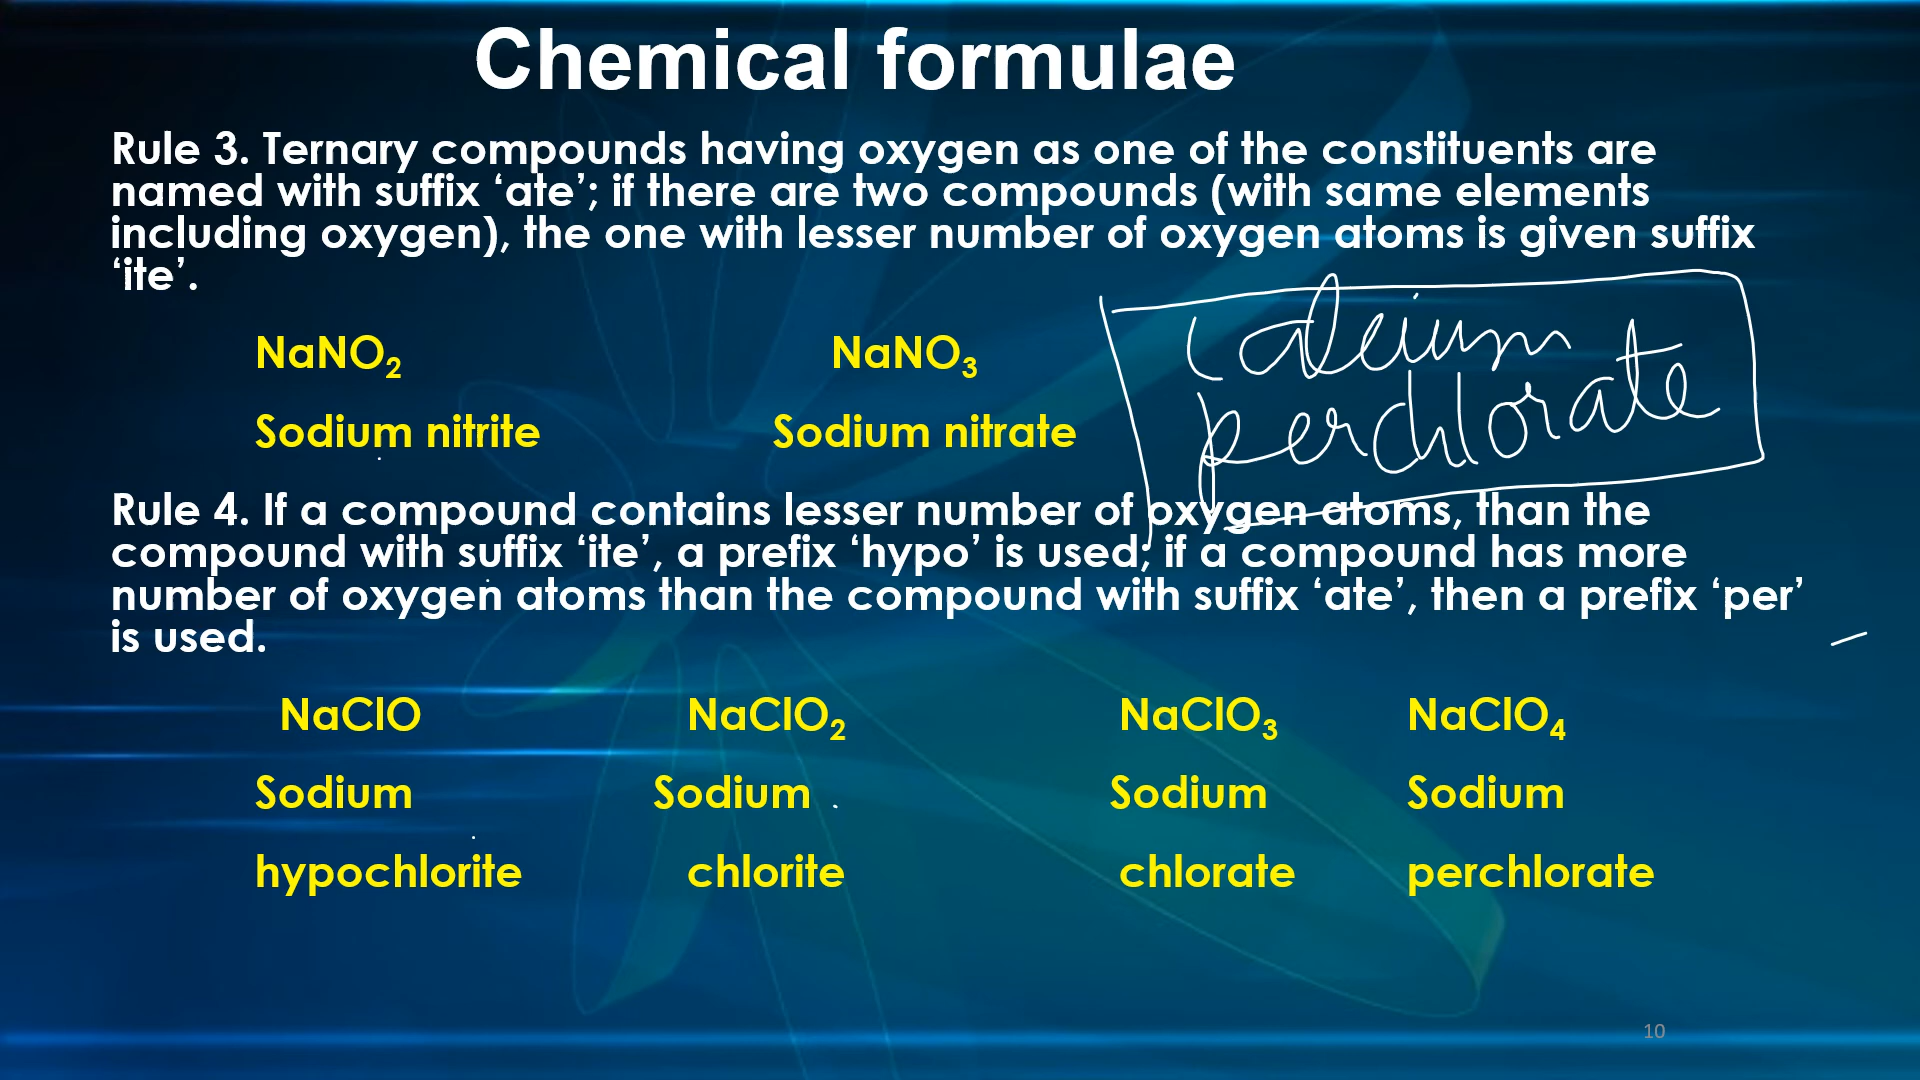 Chemical formulae
Rule 3. Ternary compounds having oxygen as one of the constituents are
named with suffix ‘ate’; if there are two compounds (with same elements
including oxygen), the one with lesser number of oxygen atoms is given suffix
‘ite’.
calcium
perchlorate
NaNO₂ NaNO₃
Sodium nitrite Sodium nitrate
Rule 4. If a compound contains lesser number of oxygen atoms, than the
compound with suffix ‘ite’, a prefix ‘hypo’ is used; if a compound has more
number of oxygen atoms than the compound with suffix ‘ate’, then a prefix ‘per’
is used.
NaClO NaClO₂ NaClO₃ NaClO₄
Sodium Sodium Sodium Sodium
hypochlorite chlorite chlorate perchlorate
10